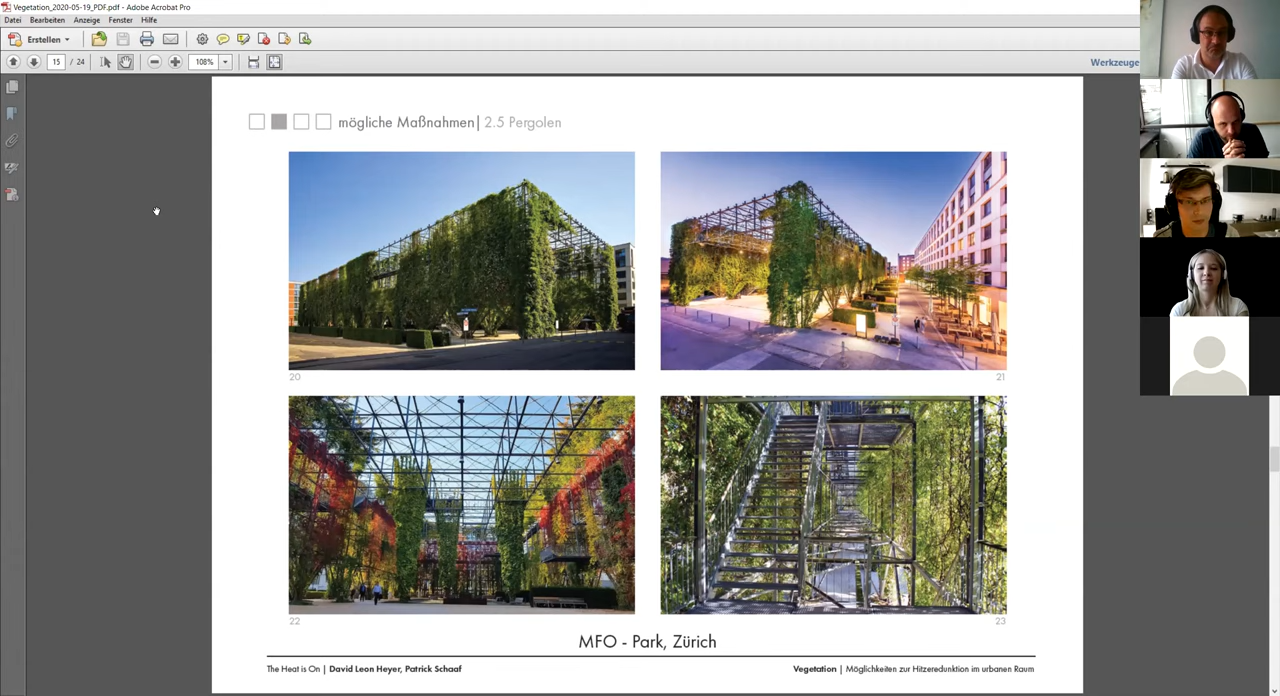 Vegetation_2020-05-19_PDF.pdf - Adobe Acrobat Pro
Datei Bearbeiten Anzeige Fenster Hilfe
Erstellen
15 / 24 108%
Werkzeuge
mögliche Maßnahmen| 2.5 Pergolen
20 21
22 23
MFO - Park, Zürich
The Heat is On | David Leon Heyer, Patrick Schaaf
Vegetation | Möglichkeiten zur Hitzeredunktion im urbanen Raum